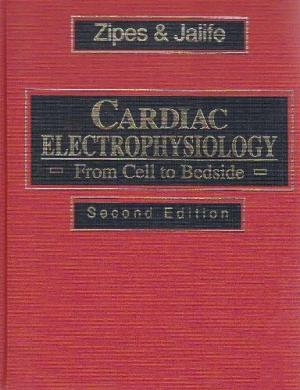 Zipes & Jalife
CARDIAC
ELECTROPHYSIOLOGY
– From Cell to Bedside –
Second Edition